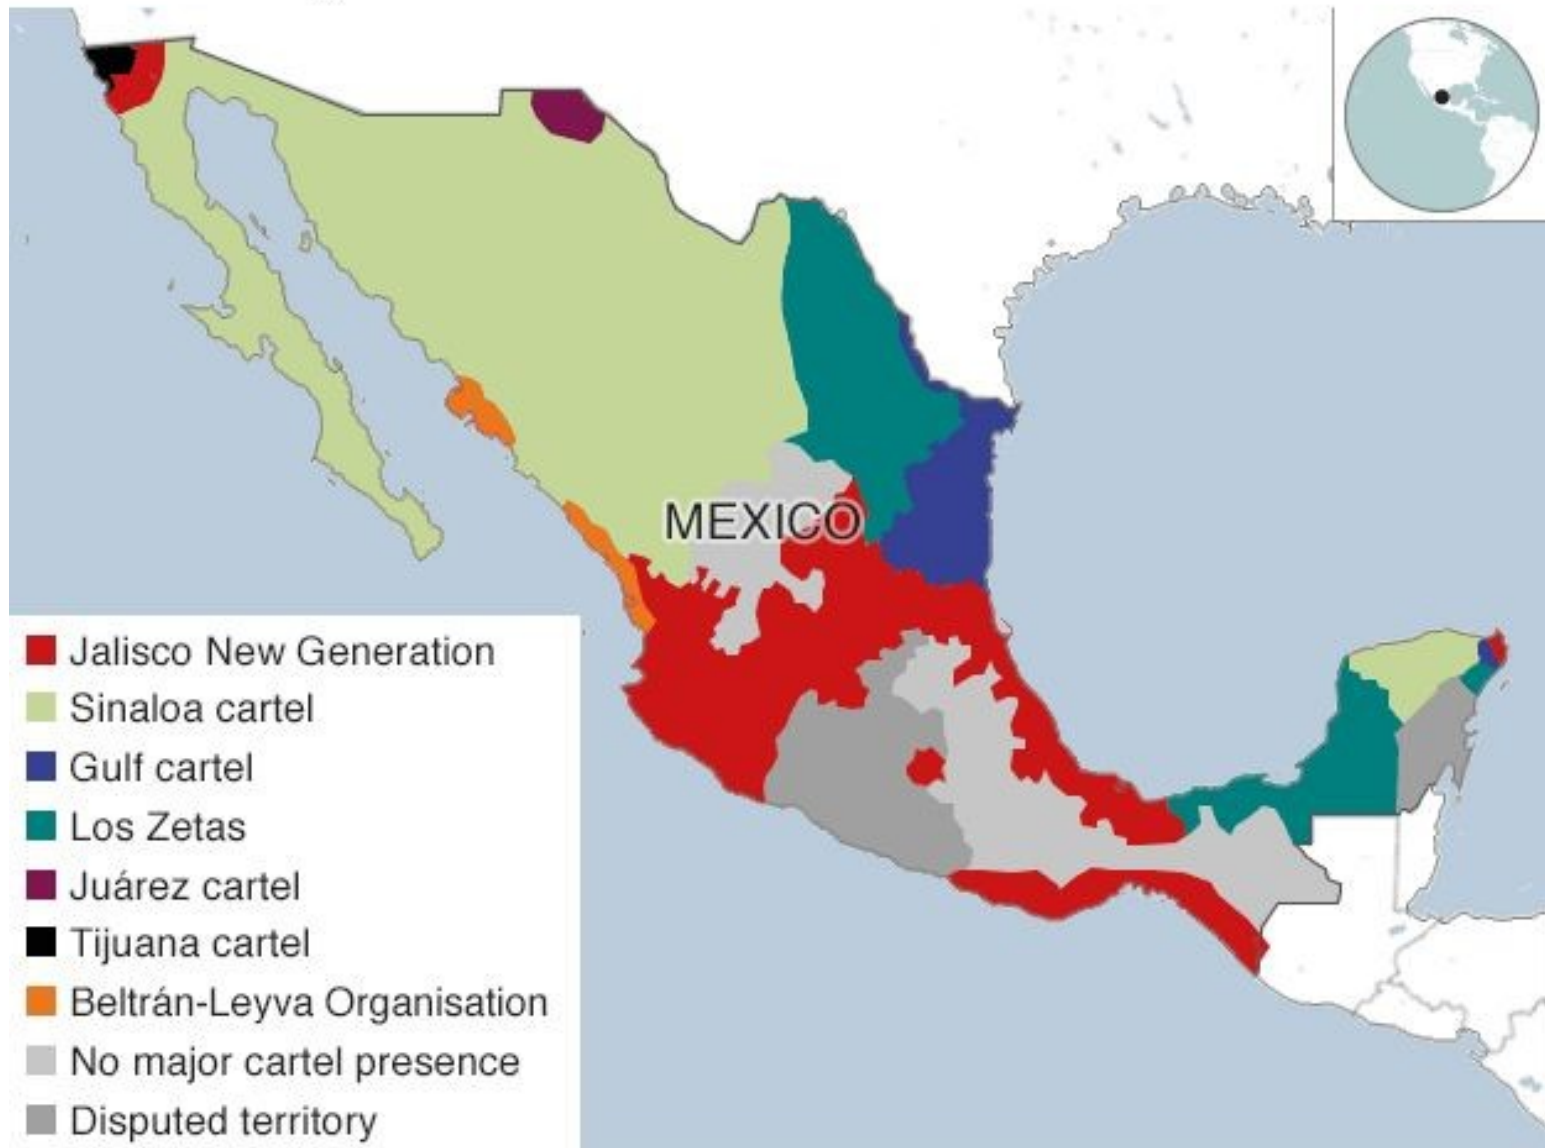 MEXICO
Jalisco New Generation
Sinaloa cartel
Gulf cartel
Los Zetas
Juárez cartel
Tijuana cartel
Beltrán-Leyva Organisation
No major cartel presence
Disputed territory